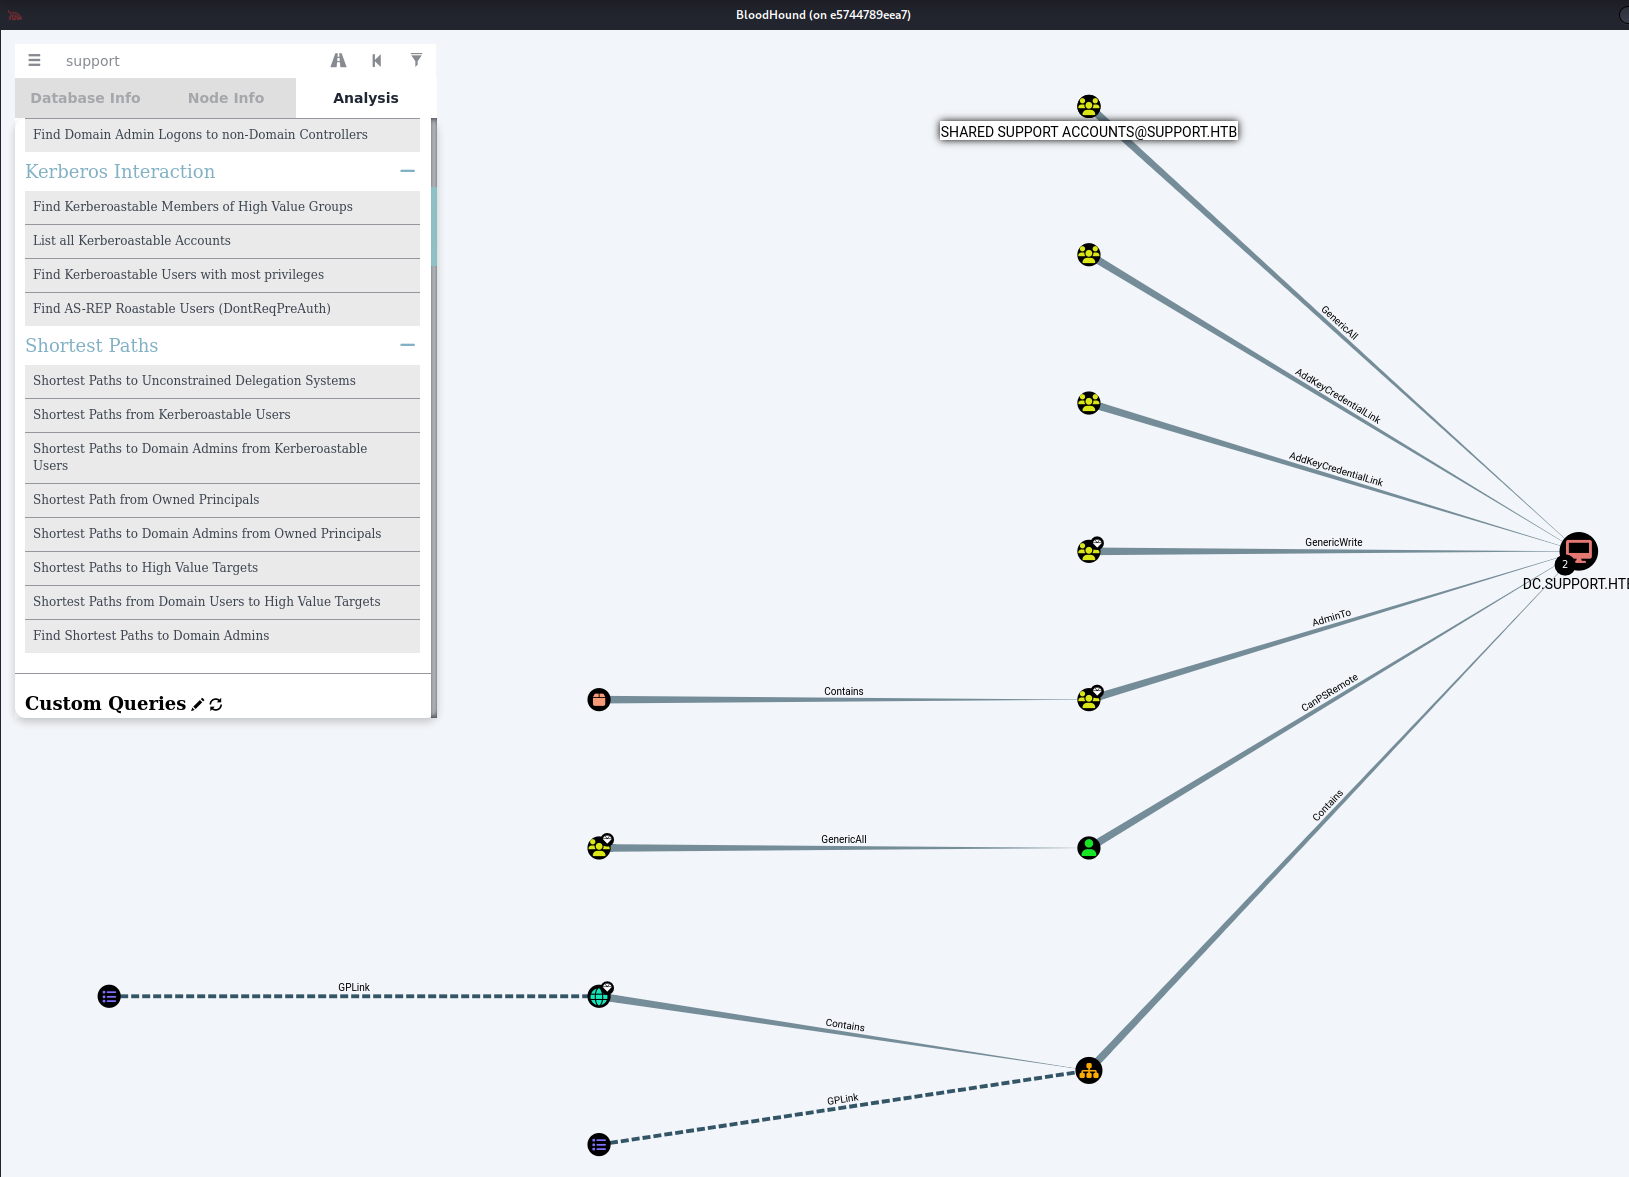 BloodHound (on e5744789eea7)
support
Database Info
Node Info
Analysis
Find Domain Admin Logons to non-Domain Controllers
Kerberos Interaction
Find Kerberoastable Members of High Value Groups
List all Kerberoastable Accounts
Find Kerberoastable Users with most privileges
Find AS-REP Roastable Users (DontReqPreAuth)
Shortest Paths
Shortest Paths to Unconstrained Delegation Systems
Shortest Paths from Kerberoastable Users
Shortest Paths to Domain Admins from Kerberoastable
Users
Shortest Path from Owned Principals
Shortest Paths to Domain Admins from Owned Principals
Shortest Paths to High Value Targets
Shortest Paths from Domain Users to High Value Targets
Find Shortest Paths to Domain Admins
Custom Queries
SHARED SUPPORT ACCOUNTS@SUPPORT.HTB
GenericAll
AddKeyCredentialLink
AddKeyCredentialLink
GenericWrite
2
DC.SUPPORT.HTB
AdminTo
Contains
CanPSRemote
GenericAll
Contains
GPLink
Contains
GPLink